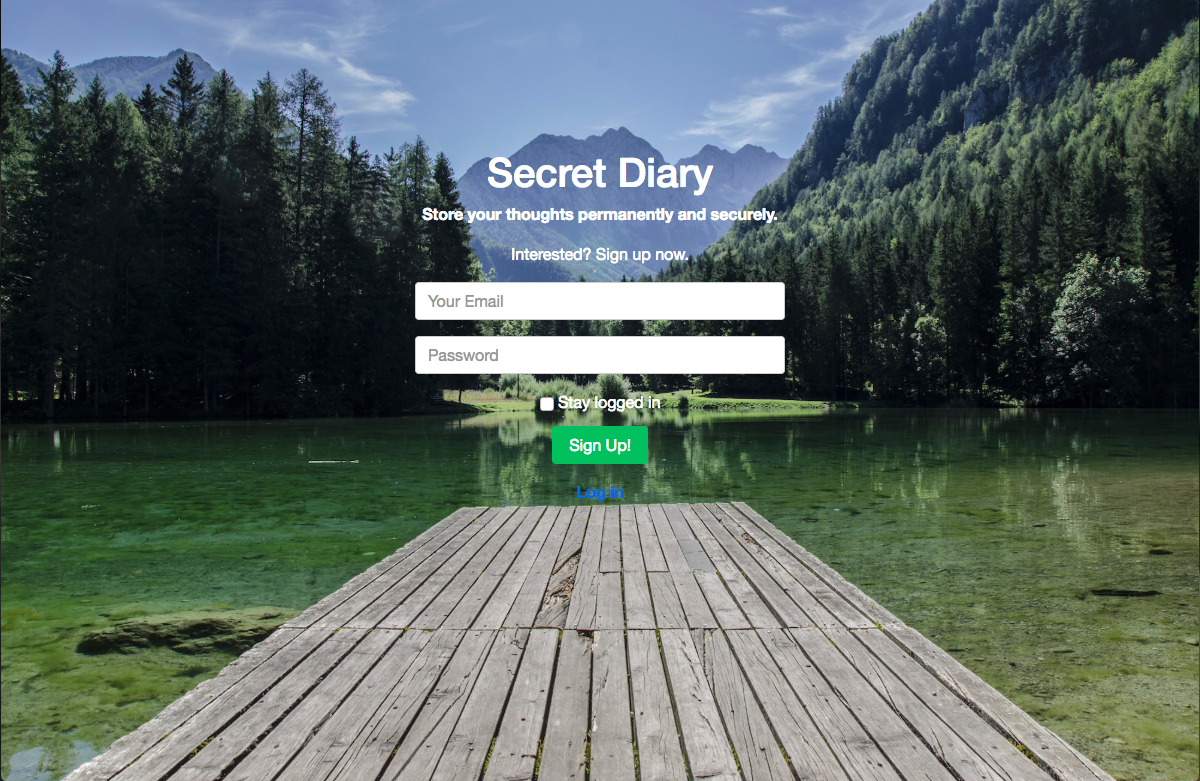 Secret Diary
Store your thoughts permanently and securely.
Interested? Sign up now.
Your Email
Password
Stay logged in
Sign Up!
Log in